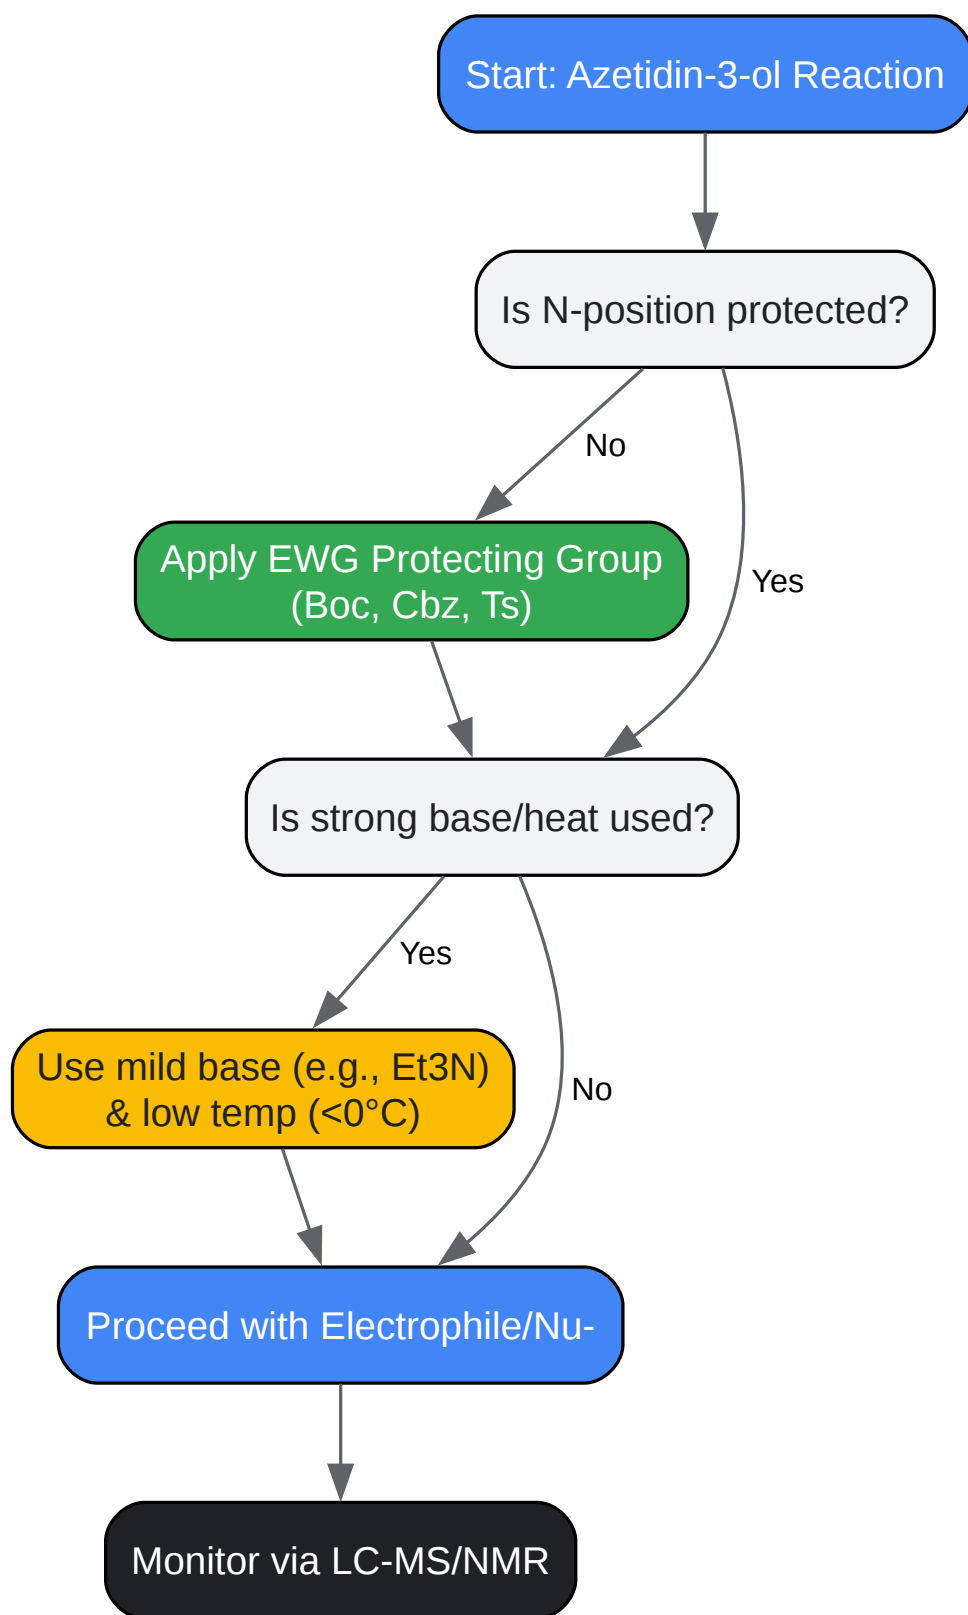 Start: Azetidin-3-ol Reaction
Is N-position protected?
No
Apply EWG Protecting Group
(Boc, Cbz, Ts)
Yes
Is strong base/heat used?
Yes
Use mild base (e.g., Et3N)
& low temp (<0°C)
No
Proceed with Electrophile/Nu-
Monitor via LC-MS/NMR